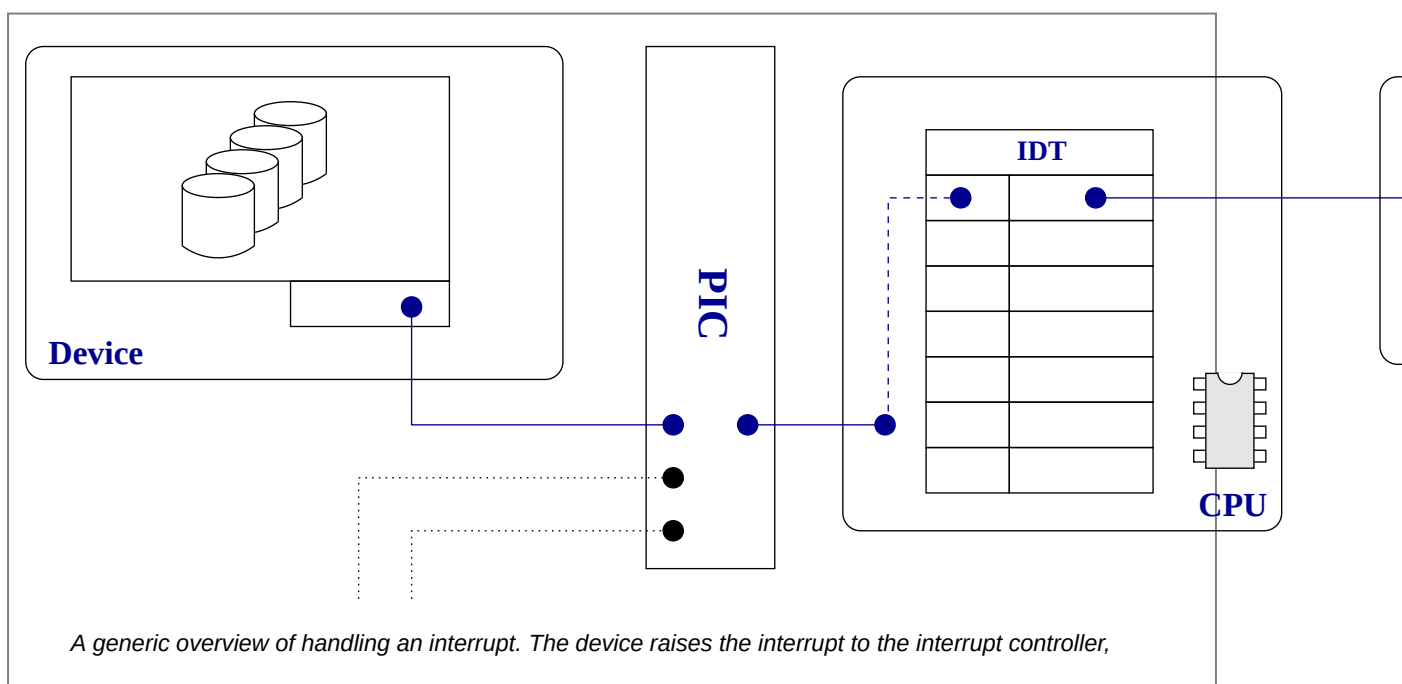 IDT
PIC
Device
CPU
A generic overview of handling an interrupt. The device raises the interrupt to the interrupt controller,